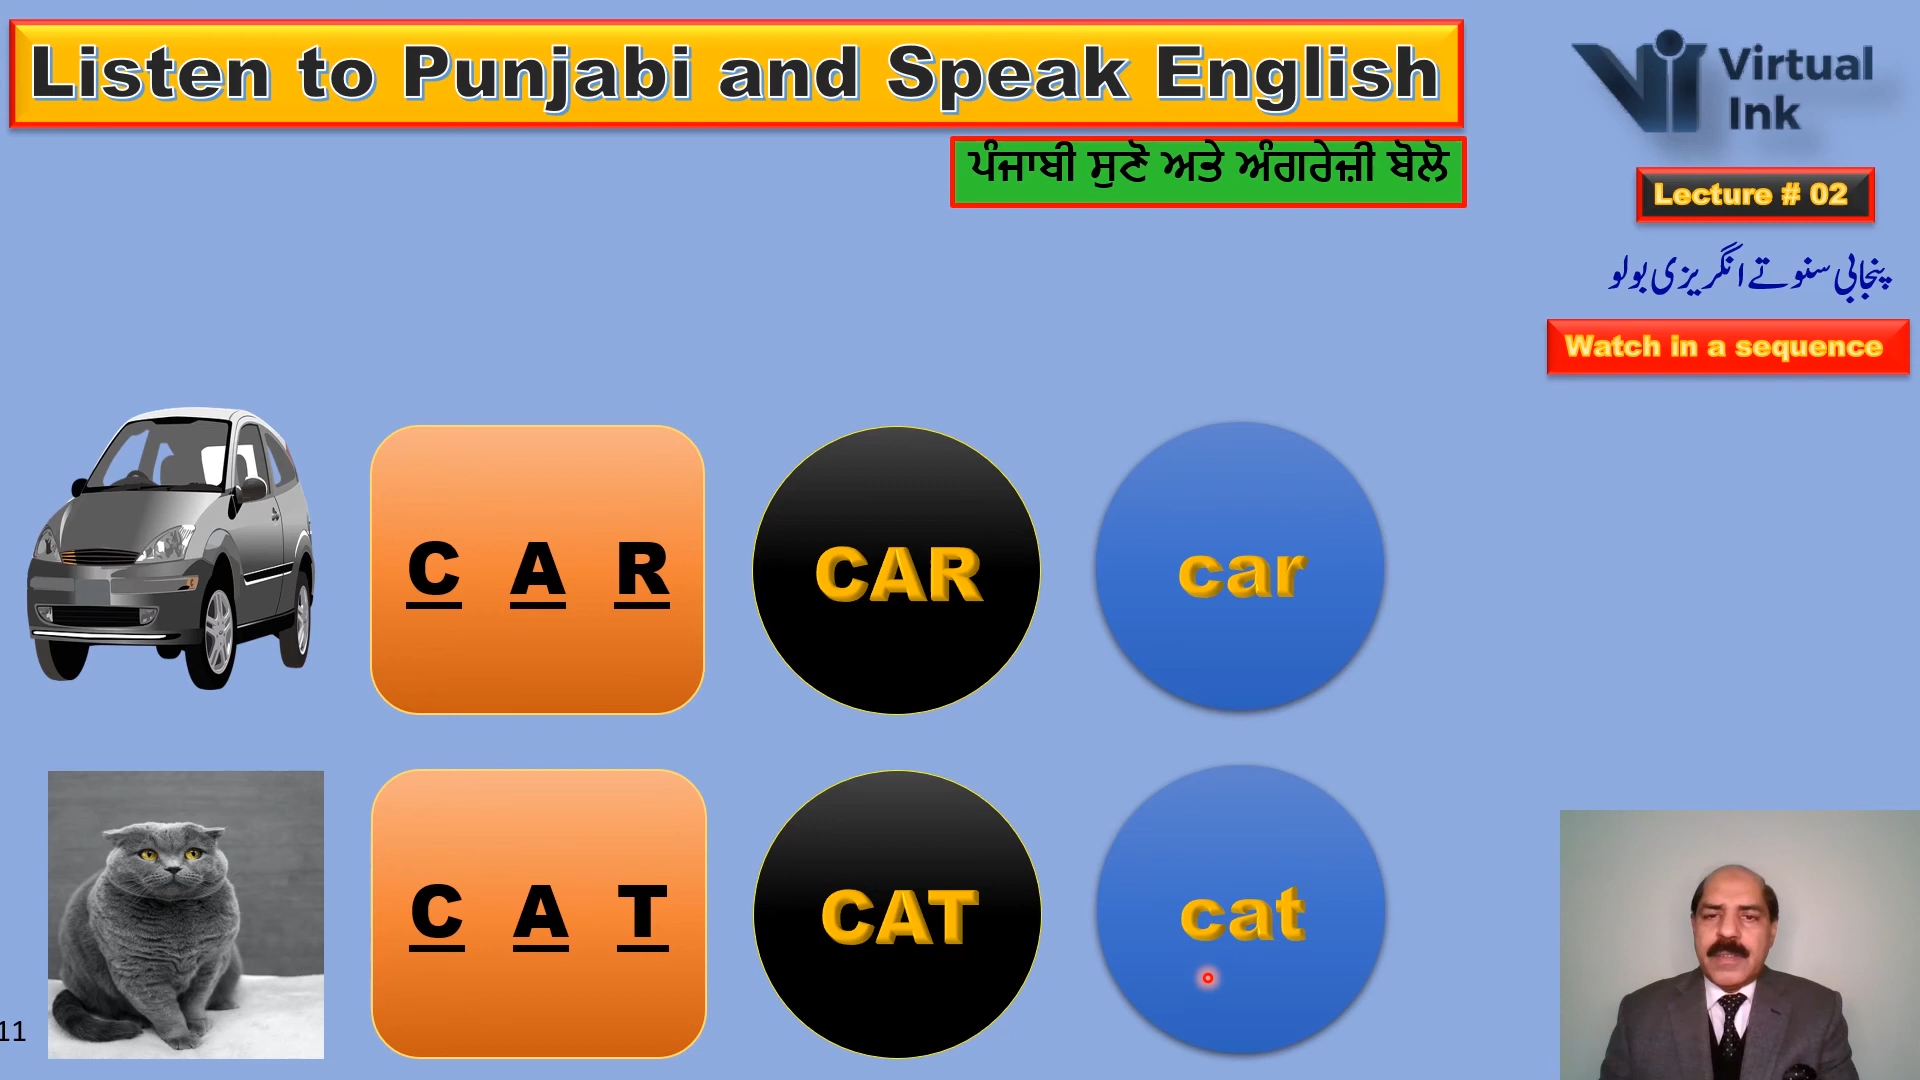 Listen to Punjabi and Speak English
Virtual
Ink
ਪੰਜਾਬੀ ਸੁਣੋ ਅਤੇ ਅੰਗਰੇਜ਼ੀ ਬੋਲੋ
Lecture # 02
پنجابی سنو تے انگریزی بولو
Watch in a sequence
C A R
CAR
car
C A T
CAT
cat
11